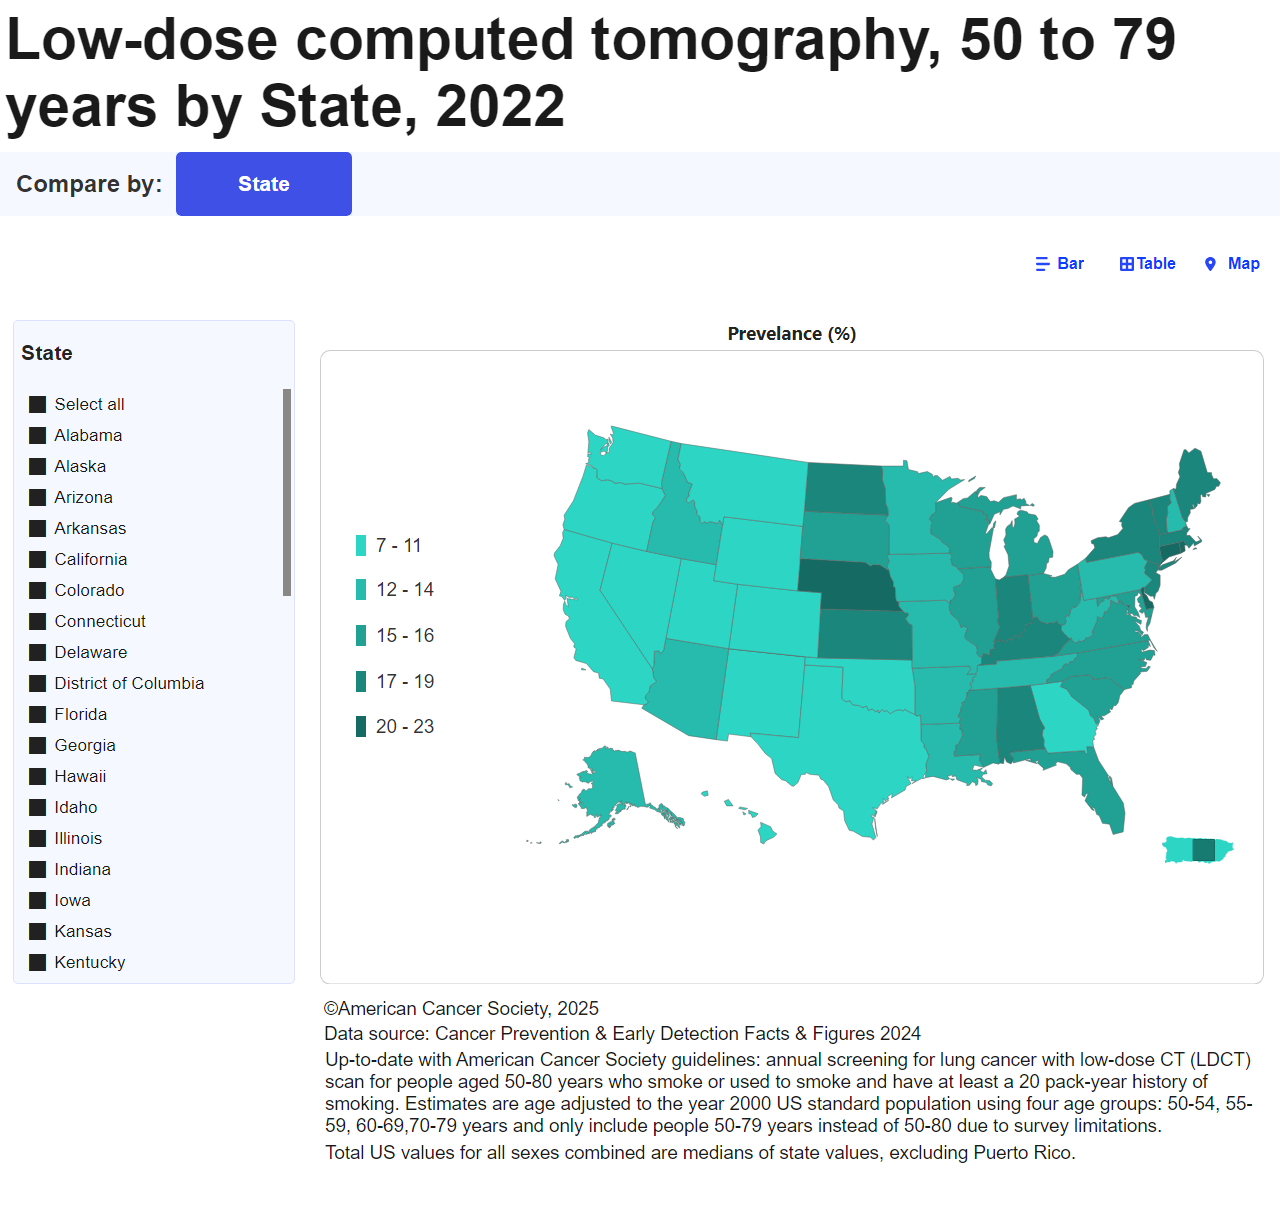 Low-dose computed tomography, 50 to 79
years by State, 2022
Compare by:
State
Bar
Table
Map
State
Select all
Alabama
Alaska
Arizona
Arkansas
California
Colorado
Connecticut
Delaware
District of Columbia
Florida
Georgia
Hawaii
Idaho
Illinois
Indiana
Iowa
Kansas
Kentucky
Prevelance (%)
7 - 11
12 - 14
15 - 16
17 - 19
20 - 23
©American Cancer Society, 2025
Data source: Cancer Prevention & Early Detection Facts & Figures 2024
Up-to-date with American Cancer Society guidelines: annual screening for lung cancer with low-dose CT (LDCT)
scan for people aged 50-80 years who smoke or used to smoke and have at least a 20 pack-year history of
smoking. Estimates are age adjusted to the year 2000 US standard population using four age groups: 50-54, 55-
59, 60-69,70-79 years and only include people 50-79 years instead of 50-80 due to survey limitations.
Total US values for all sexes combined are medians of state values, excluding Puerto Rico.